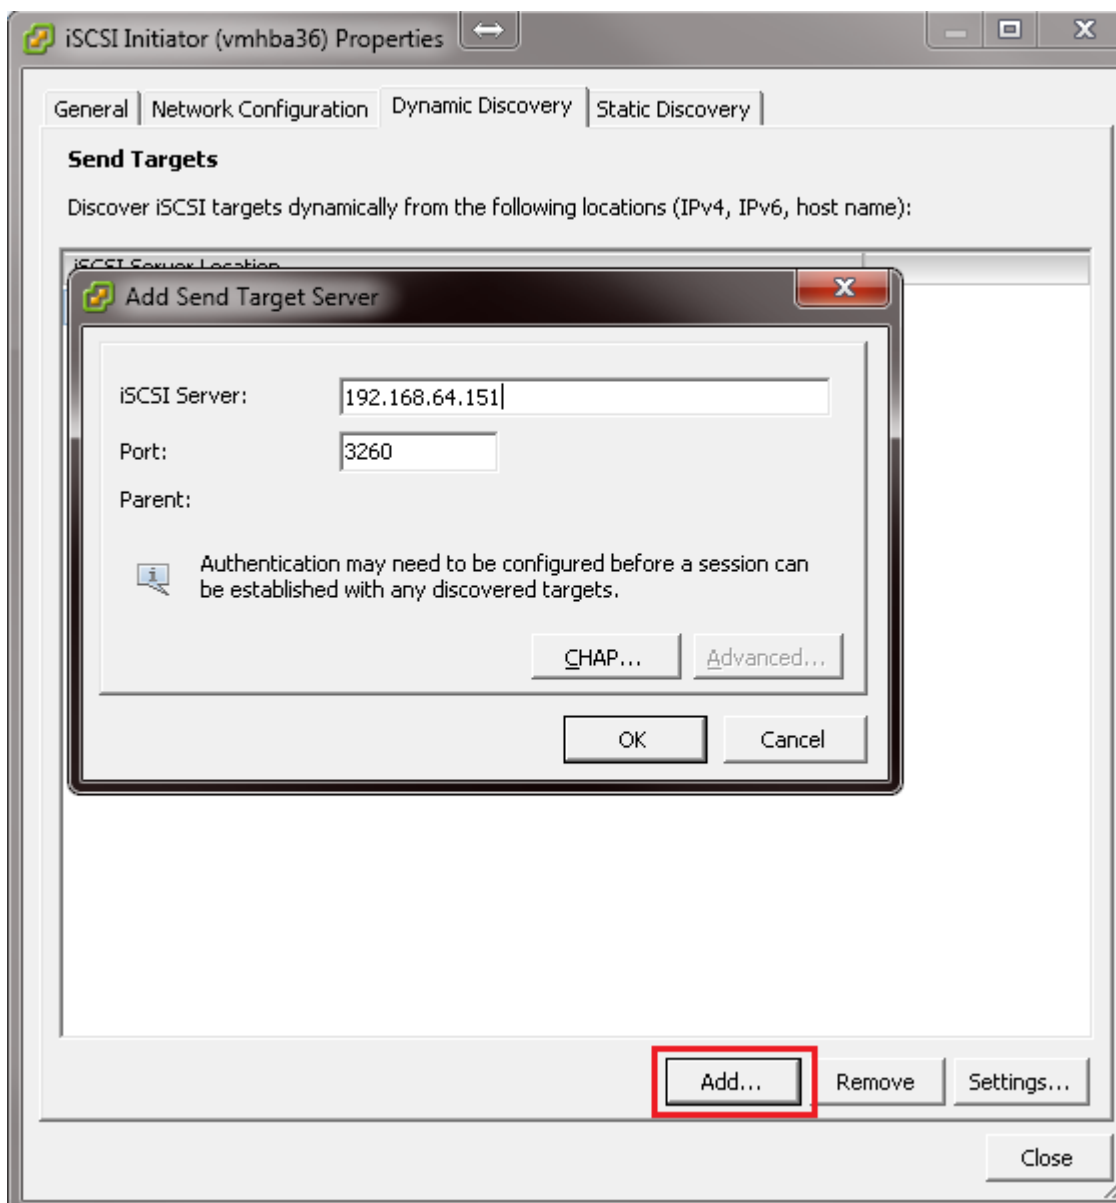 iSCSI Initiator (vmhba36) Properties
General
Network Configuration
Dynamic Discovery
Static Discovery
Send Targets
Discover iSCSI targets dynamically from the following locations (IPv4, IPv6, host name):
iSCSI Server Location
Add Send Target Server
iSCSI Server:
192.168.64.151
Port:
3260
Parent:
Authentication may need to be configured before a session can
be established with any discovered targets.
CHAP...
Advanced...
OK
Cancel
Add...
Remove
Settings...
Close